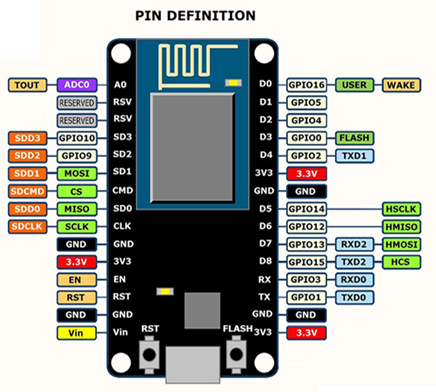 PIN DEFINITION
TOUT ADC0 A0 D0 GPIO16 USER WAKE
RESERVED RSV D1 GPIO5
RESERVED RSV D2 GPIO4
SDD3 GPIO10 SD3 D3 GPIO0 FLASH
SDD2 GPIO9 SD2 D4 GPIO2 TXD1
SDD1 MOSI SD1 3V3 3.3V
SDCMD CS CMD GND GND
SDD0 MISO SD0 D5 GPIO14 HSCLK
SDCLK SCLK CLK D6 GPIO12 HMISO
GND GND D7 GPIO13 RXD2 HMOSI
3.3V 3V3 D8 GPIO15 TXD2 HCS
EN EN RX GPIO3 RXD0
RST RST TX GPIO1 TXD0
GND GND GND GND
Vin Vin RST FLASH 3V3 3.3V